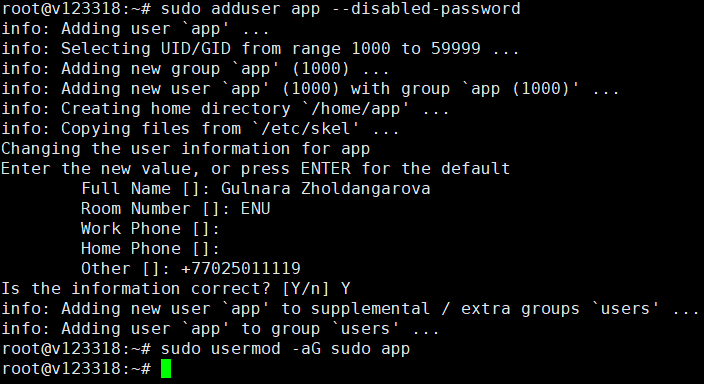 root@v123318:~# sudo adduser app --disabled-password
info: Adding user `app' ...
info: Selecting UID/GID from range 1000 to 59999 ...
info: Adding new group `app' (1000) ...
info: Adding new user `app' (1000) with group `app (1000)' ...
info: Creating home directory `/home/app' ...
info: Copying files from `/etc/skel' ...
Changing the user information for app
Enter the new value, or press ENTER for the default
        Full Name []: Gulnara Zholdangarova
        Room Number []: ENU
        Work Phone []:
        Home Phone []:
        Other []: +77025011119
Is the information correct? [Y/n] Y
info: Adding new user `app' to supplemental / extra groups `users' ...
info: Adding user `app' to group `users' ...
root@v123318:~# sudo usermod -aG sudo app
root@v123318:~#